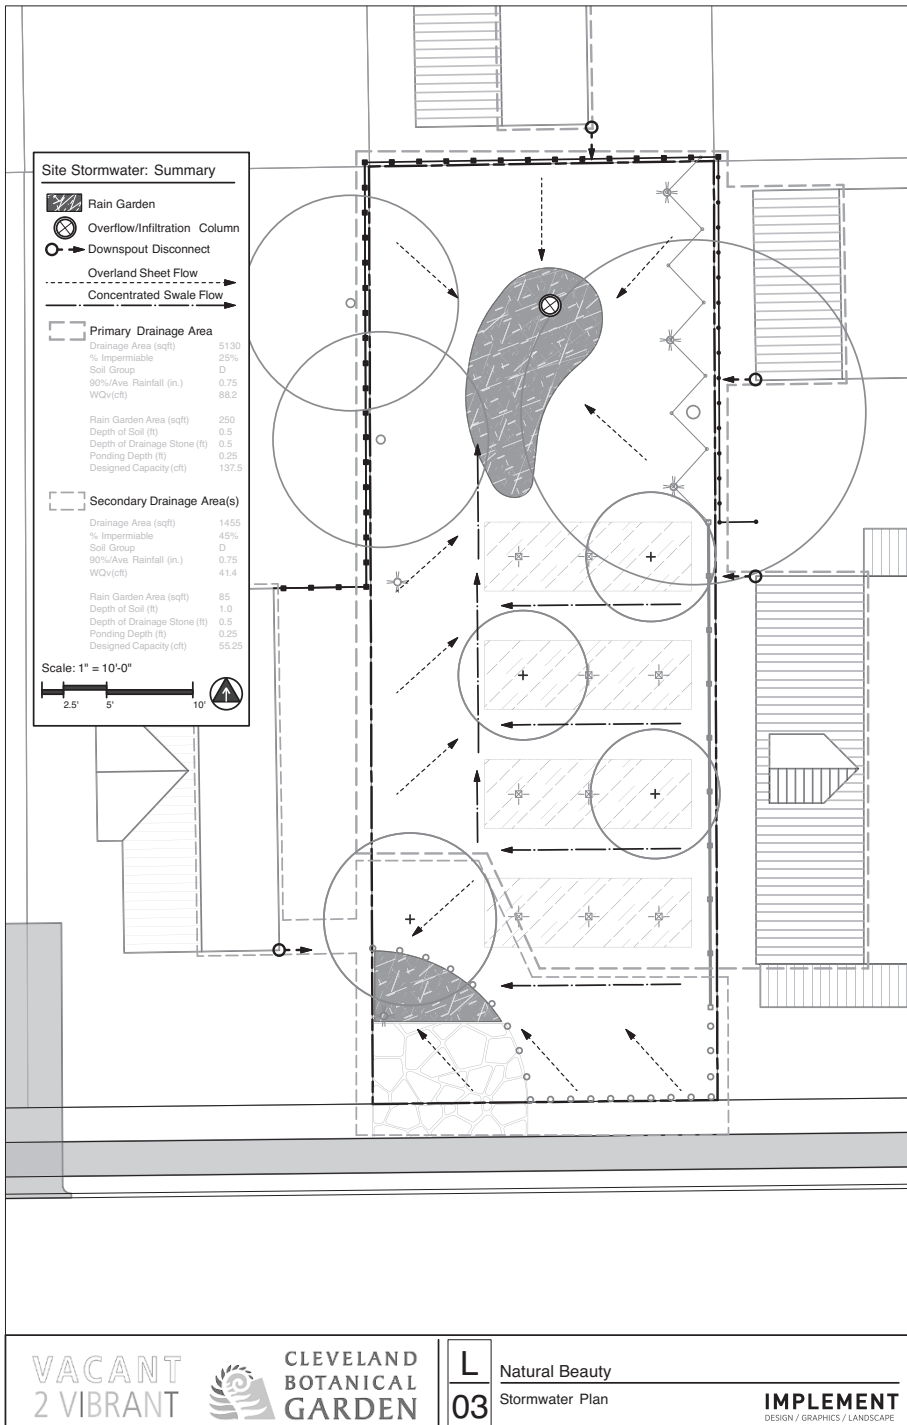 Site Stormwater: Summary
Rain Garden
Overflow/Infiltration Column
Downspout Disconnect
Overland Sheet Flow
Concentrated Swale Flow
Primary Drainage Area
Drainage Area (sqft) 5130
% Impermiable 25%
Soil Group D
90%/Ave Rainfall (in.) 0.75
WQv(cft) 88.2
Rain Garden Area (sqft) 250
Depth of Soil (ft) 0.5
Depth of Drainage Stone (ft) 0.5
Ponding Depth (ft) 0.25
Designed Capacity (cft) 137.5
Secondary Drainage Area(s)
Drainage Area (sqft) 1455
% Impermiable 45%
Soil Group D
90%/Ave Rainfall (in.) 0.75
WQv(cft) 41.4
Rain Garden Area (sqft) 85
Depth of Soil (ft) 1.0
Depth of Drainage Stone (ft) 0.5
Ponding Depth (ft) 0.25
Designed Capacity (cft) 55.25
Scale: 1" = 10'-0"
2.5' 5' 10'
VACANT
2 VIBRANT
CLEVELAND
BOTANICAL
GARDEN
L
03
Natural Beauty
Stormwater Plan
IMPLEMENT
DESIGN / GRAPHICS / LANDSCAPE